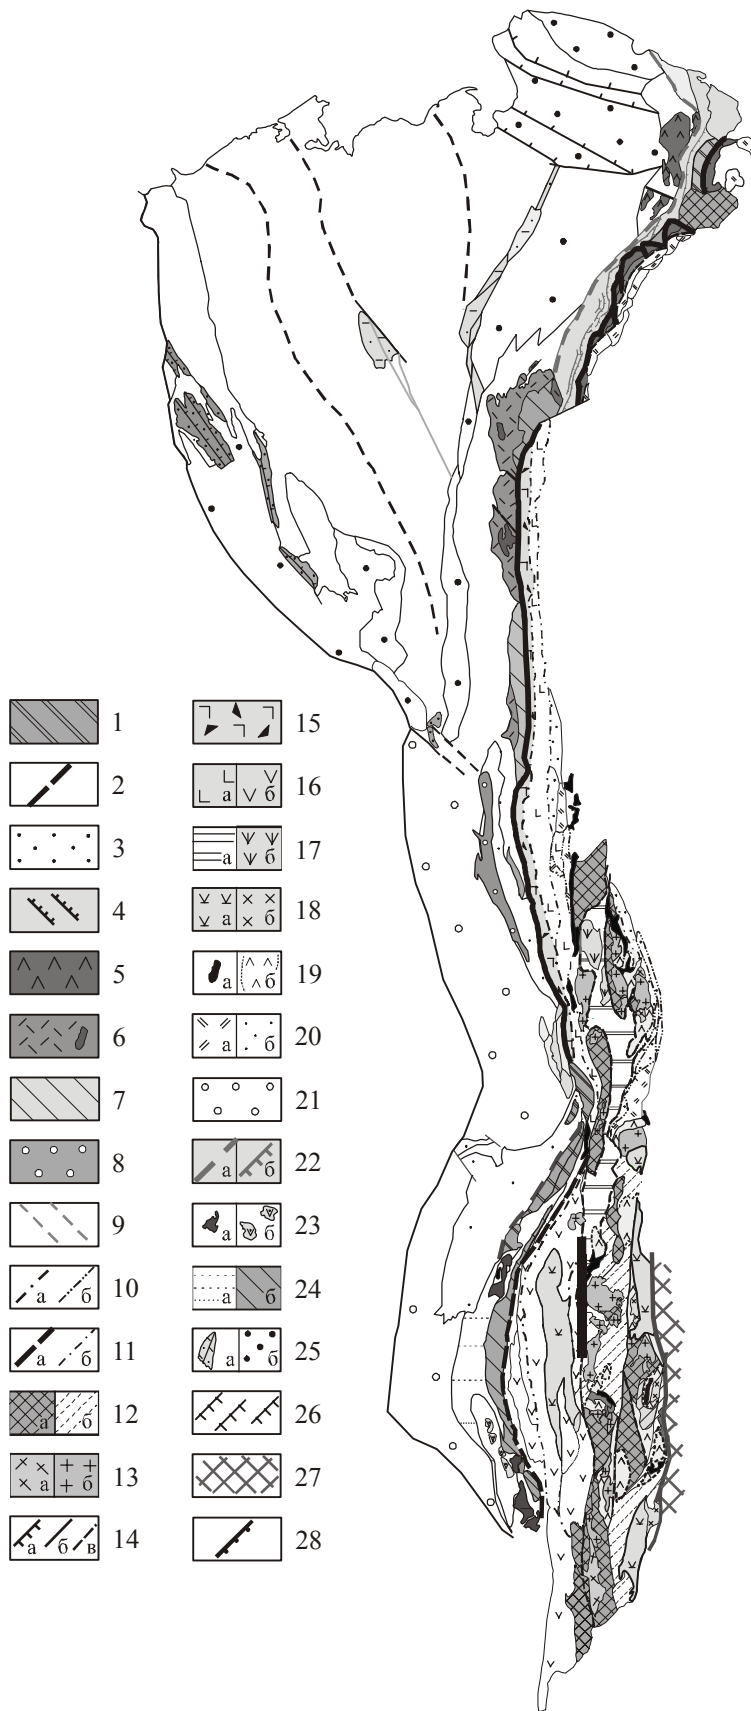 1
2
3
4
5
6
7
8
9
а б 10
а б 11
а б 12
а б 13
а б в 14
15
а б 16
а б 17
а б 18
а б 19
а б 20
21
а б 22
а б 23
а б 24
а б 25
26
27
28